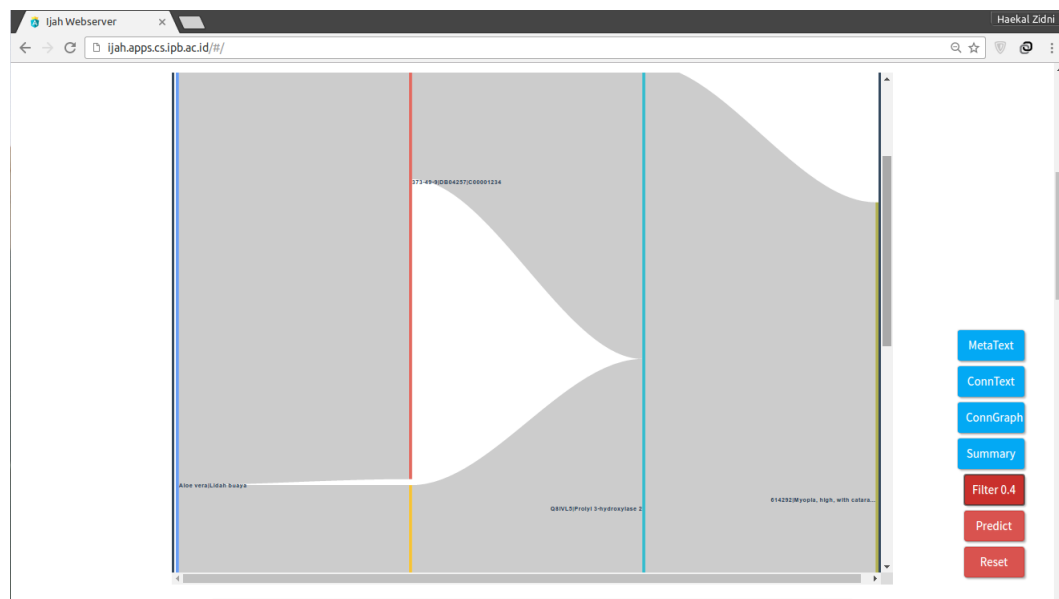 Ijah Webserver
Haekal Zidni
ijah.apps.cs.ipb.ac.id/#/
373-49-9|DB04257|C00001234
Aloe vera|Lidah buaya
Q8IVL5|Prolyl 3-hydroxylase 2
614292|Myopia, high, with catara...
MetaText
ConnText
ConnGraph
Summary
Filter 0.4
Predict
Reset